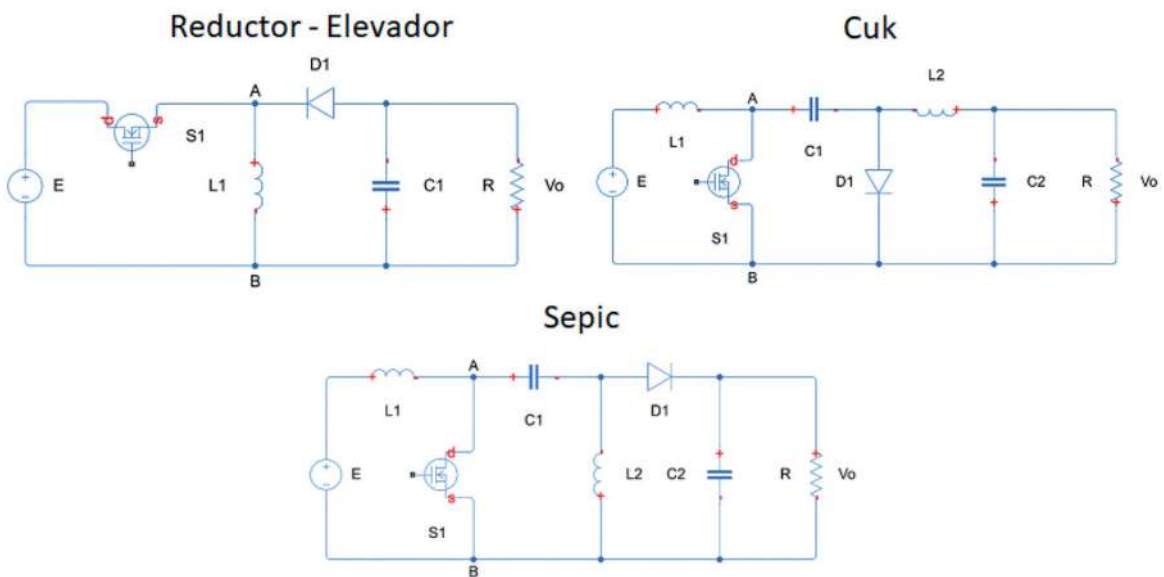 Reductor - Elevador
Cuk
D1
L2
A
A
+
+
-
+
d
s
S1
L1
C1
+
-
d
E
L1
C1
R
Vo
E
D1
C2
R
Vo
s
S1
B
B
Sepic
A
L1
C1
D1
d
E
L2
C2
R
Vo
s
S1
B